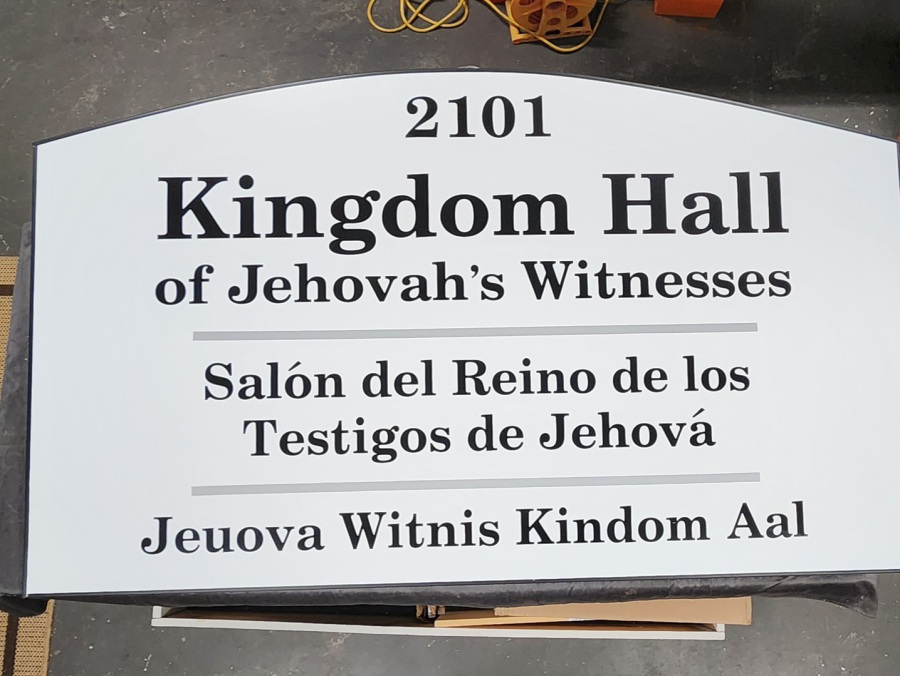 2101
Kingdom Hall
of Jehovah's Witnesses
Salón del Reino de los
Testigos de Jehová
Jeuova Witnis Kindom Aal